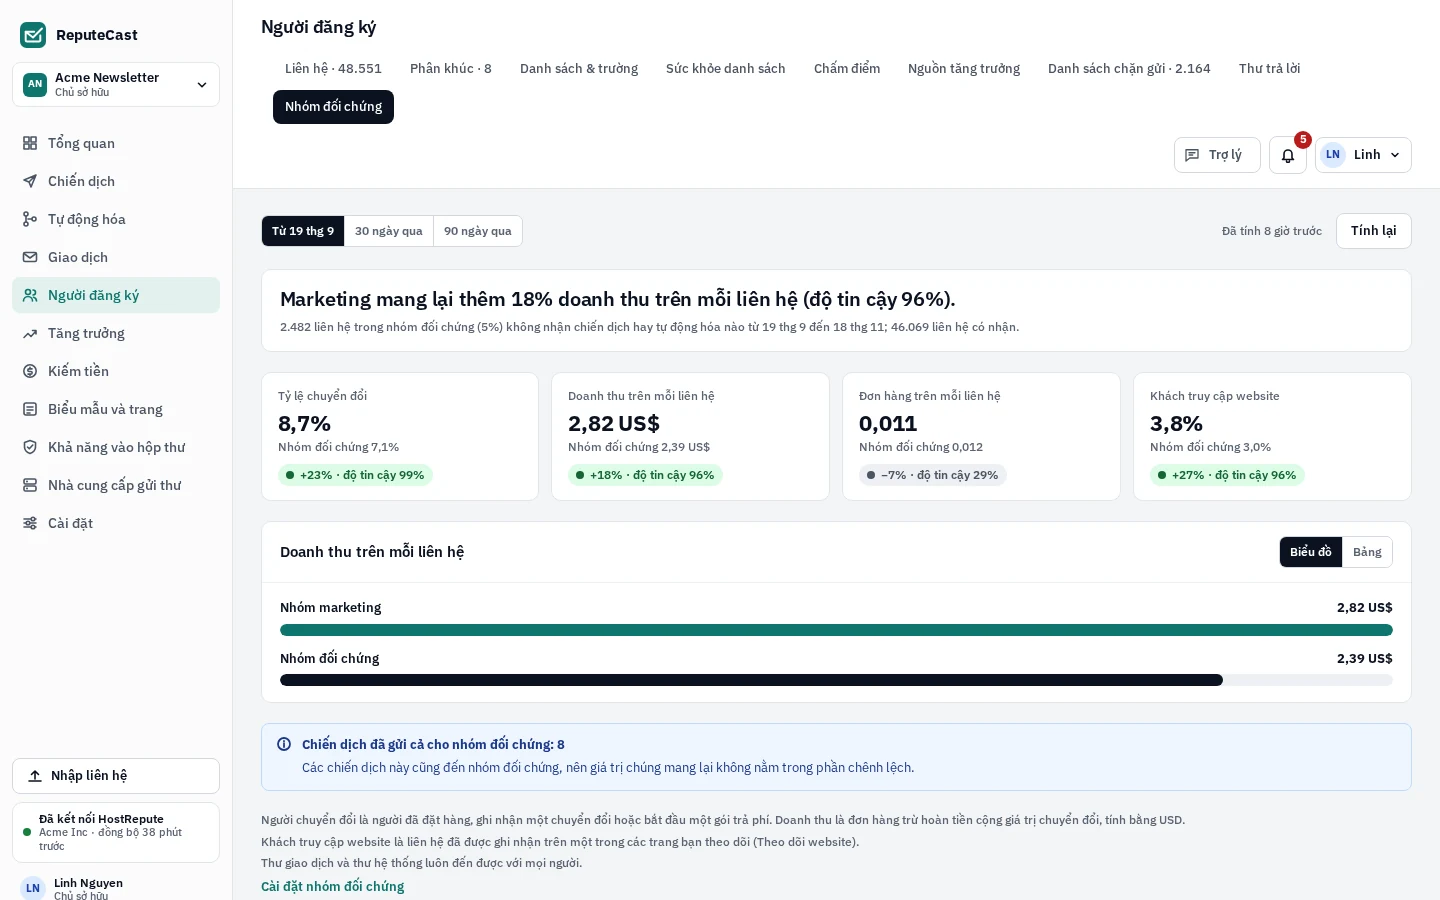 ReputeCast
AN
Acme Newsletter
Chủ sở hữu
Tổng quan
Chiến dịch
Tự động hóa
Giao dịch
Người đăng ký
Tăng trưởng
Kiếm tiền
Biểu mẫu và trang
Khả năng vào hộp thư
Nhà cung cấp gửi thư
Cài đặt
Nhập liên hệ
Đã kết nối HostRepute
Acme Inc · đồng bộ 38 phút
trước
LN
Linh Nguyen
Chủ sở hữu
Người đăng ký
Liên hệ · 48.551
Phân khúc · 8
Danh sách & trường
Sức khỏe danh sách
Chấm điểm
Nguồn tăng trưởng
Danh sách chặn gửi · 2.164
Thư trả lời
Nhóm đối chứng
Trợ lý
5
LN
Linh
Từ 19 thg 9
30 ngày qua
90 ngày qua
Đã tính 8 giờ trước
Tính lại
Marketing mang lại thêm 18% doanh thu trên mỗi liên hệ (độ tin cậy 96%).
2.482 liên hệ trong nhóm đối chứng (5%) không nhận chiến dịch hay tự động hóa nào từ 19 thg 9 đến 18 thg 11; 46.069 liên hệ có nhận.
Tỷ lệ chuyển đổi
8,7%
Nhóm đối chứng 7,1%
+23% · độ tin cậy 99%
Doanh thu trên mỗi liên hệ
2,82 US$
Nhóm đối chứng 2,39 US$
+18% · độ tin cậy 96%
Đơn hàng trên mỗi liên hệ
0,011
Nhóm đối chứng 0,012
−7% · độ tin cậy 29%
Khách truy cập website
3,8%
Nhóm đối chứng 3,0%
+27% · độ tin cậy 96%
Doanh thu trên mỗi liên hệ
Biểu đồ
Bảng
Nhóm marketing
2,82 US$
Nhóm đối chứng
2,39 US$
Chiến dịch đã gửi cả cho nhóm đối chứng: 8
Các chiến dịch này cũng đến nhóm đối chứng, nên giá trị chúng mang lại không nằm trong phần chênh lệch.
Người chuyển đổi là người đã đặt hàng, ghi nhận một chuyển đổi hoặc bắt đầu một gói trả phí. Doanh thu là đơn hàng trừ hoàn tiền cộng giá trị chuyển đổi, tính bằng USD.
Khách truy cập website là liên hệ đã được ghi nhận trên một trong các trang bạn theo dõi (Theo dõi website).
Thư giao dịch và thư hệ thống luôn đến được với mọi người.
Cài đặt nhóm đối chứng